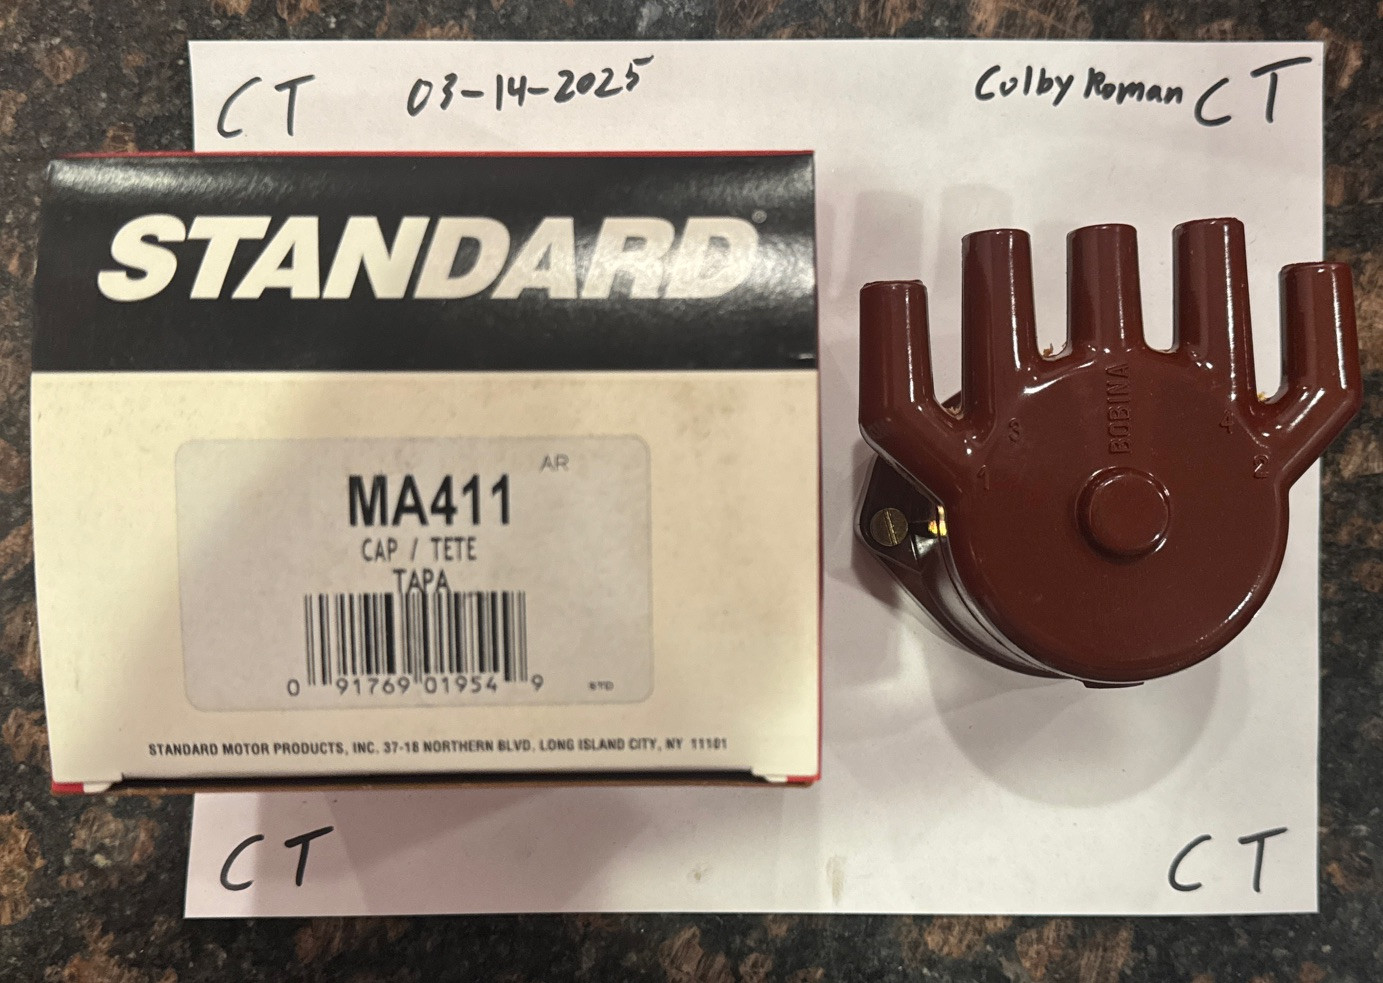 CT 03-14-2025 Colby Roman CT
STANDARD®
AR
MA411
CAP / TETE
TAPA
0 91769 01954 9
STD
STANDARD MOTOR PRODUCTS, INC. 37-18 NORTHERN BLVD. LONG ISLAND CITY, NY 11101
BOBINA
3
4
1
2
CT
CT